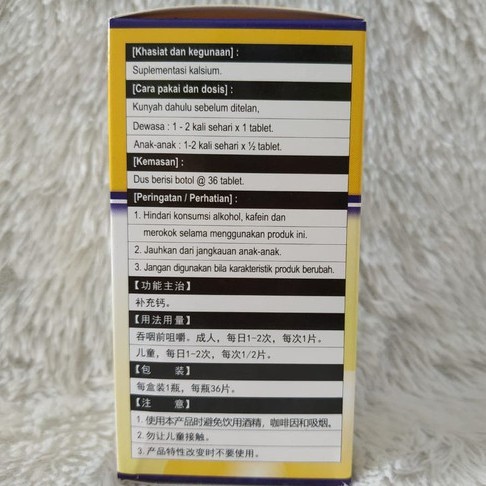 [Khasiat dan kegunaan] :
Suplementasi kalsium.
[Cara pakai dan dosis] :
Kunyah dahulu sebelum ditelan,
Dewasa : 1 - 2 kali sehari x 1 tablet.
Anak-anak : 1-2 kali sehari x ½ tablet.
[Kemasan] :
Dus berisi botol @ 36 tablet.
[Peringatan / Perhatian] :
1. Hindari konsumsi alkohol, kafein dan
merokok selama menggunakan produk ini.
2. Jauhkan dari jangkauan anak-anak.
3. Jangan digunakan bila karakteristik produk berubah.
【功能主治】
补充钙。
【用法用量】
吞咽前咀嚼。成人，每日1-2次，每次1片。
儿童，每日1-2次，每次1/2片。
【包 装】
每盒装1瓶，每瓶36片。
【注 意】
1. 使用本产品时避免饮用酒精，咖啡因和吸烟。
2. 勿让儿童接触。
3. 产品特性改变时不要使用。